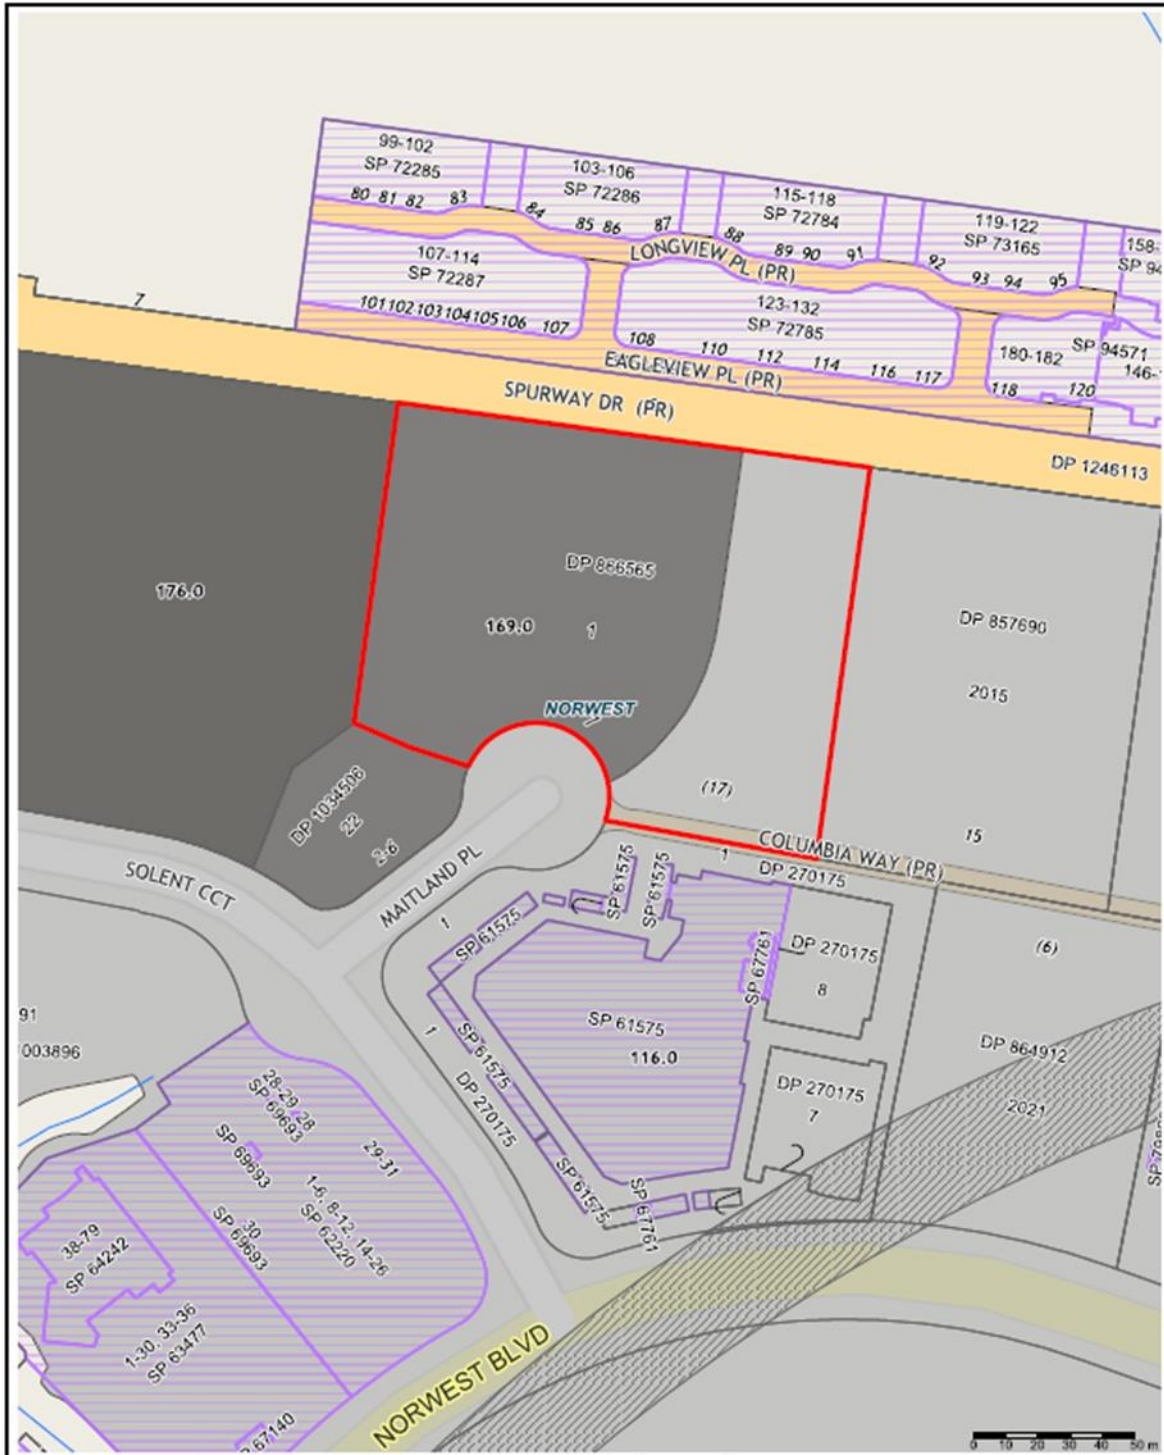 99-102
SP 72285
103-106
SP 72286
115-118
SP 72784
119-122
SP 73165
158-
SP 94
80 81 82 83
84 85 86 87
88 89 90 91
92 93 94 95
LONGVIEW PL (PR)
107-114
SP 72287
101 102 103 104 105 106 107
123-132
SP 72785
108 110 112 114 116 117
180-182
SP 94571
146-
118 120
7
EAGLEVIEW PL (PR)
SPURWAY DR (PR)
DP 1246113
176.0
DP 866565
169.0 1
NORWEST
DP 857690
2015
15
(17)
COLUMBIA WAY (PR)
1
DP 270175
DP 1034506
22
2-6
SOLENT CCT
MAITLAND PL
1
SP 61575
SP 61575
SP 61575
SP 67761
DP 270175
8
(6)
SP 61575
116.0
1
SP 61575
DP 270175
DP 864912
2021
DP 270175
7
SP 61575
SP 67761
91
003896
28-29, 28
SP 69693
SP 69693
29-31
1-6, 8-12, 14-26
SP 62220
30
SP 69693
38-79
SP 64242
1-30, 33-36
SP 63477
67140
NORWEST BLVD
0 10 20 30 40 50 m